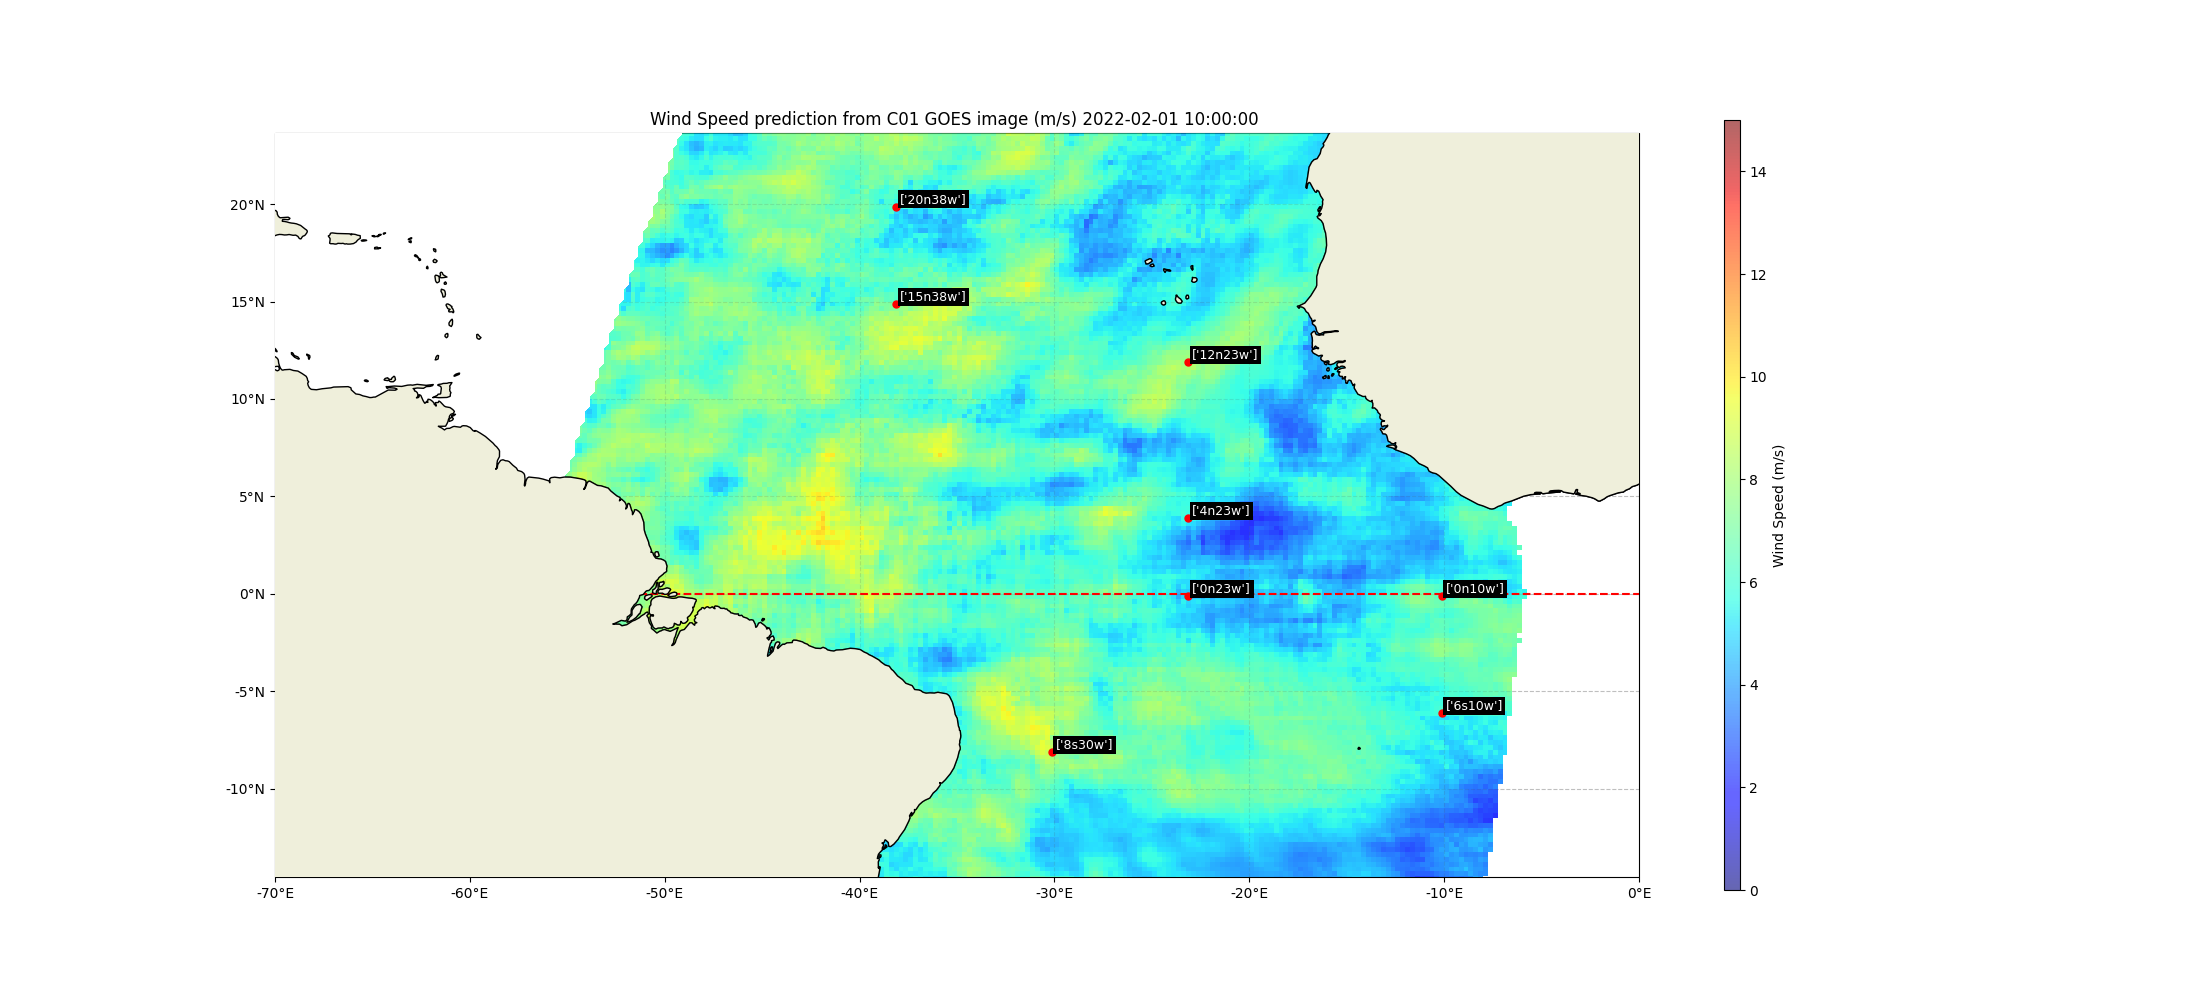 Wind Speed prediction from C01 GOES image (m/s) 2022-02-01 10:00:00
20°N
15°N
10°N
5°N
0°N
-5°N
-10°N
-70°E
-60°E
-50°E
-40°E
-30°E
-20°E
-10°E
0°E
['20n38w']
['15n38w']
['12n23w']
['4n23w']
['0n23w']
['0n10w']
['6s10w']
['8s30w']
14
12
10
8
6
4
2
0
Wind Speed (m/s)